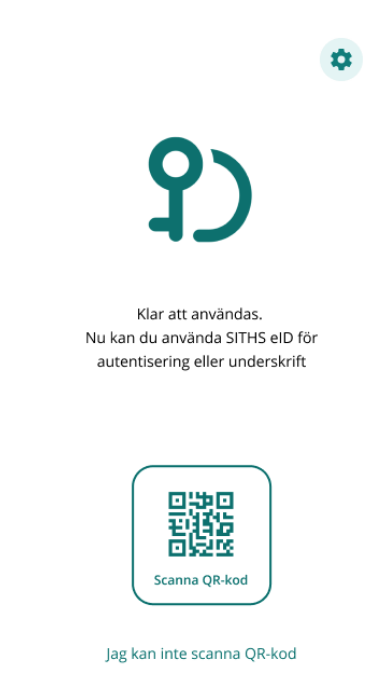 Klar att användas.
Nu kan du använda SITHS eID för
autentisering eller underskrift
Scanna QR-kod
Jag kan inte scanna QR-kod